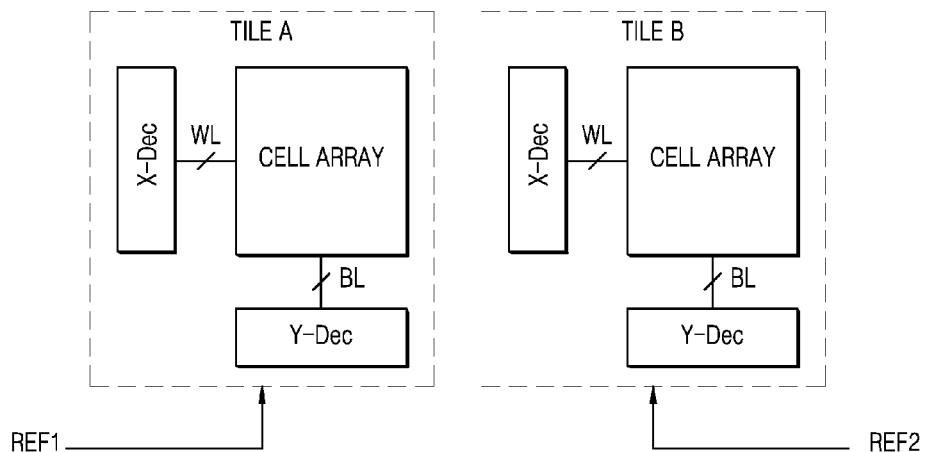 TILE A
TILE B
X-Dec
WL
CELL ARRAY
X-Dec
WL
CELL ARRAY
BL
BL
Y-Dec
Y-Dec
REF1
REF2